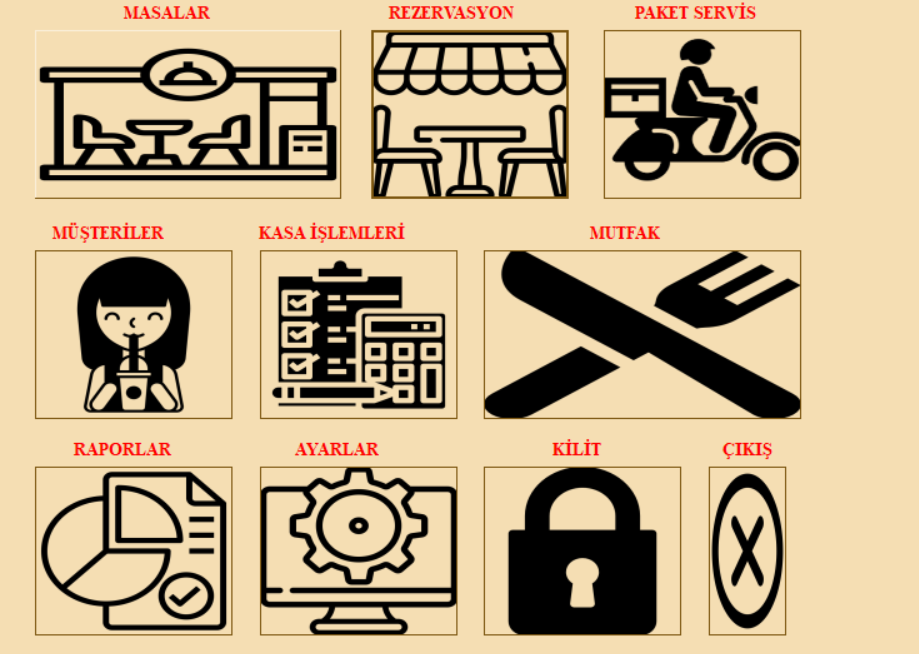 MASALAR
REZERVASYON
PAKET SERVİS
MÜŞTERİLER
KASA İŞLEMLERİ
MUTFAK
RAPORLAR
AYARLAR
KİLİT
ÇIKIŞ
X